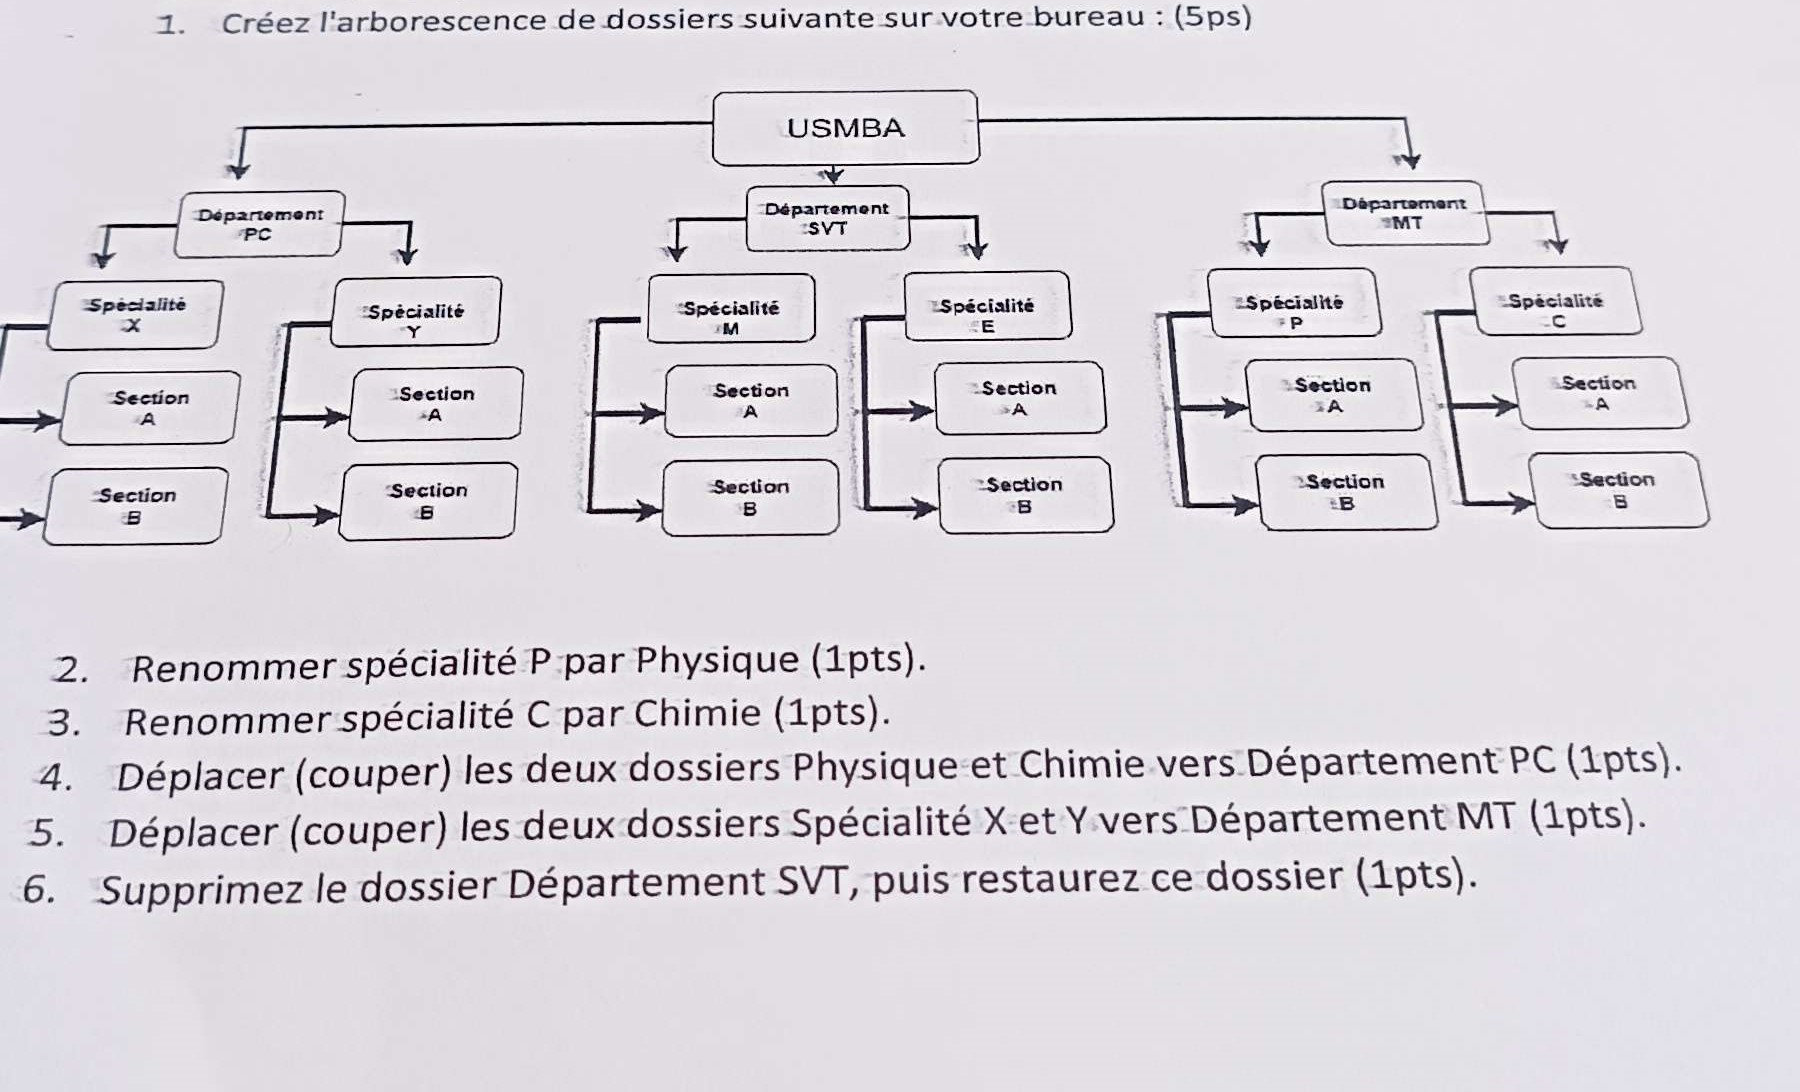 1. Créez l'arborescence de dossiers suivante sur votre bureau : (5ps)
USMBA
Département
PC
Département
SVT
Département
MT
Spécialité
X
Spécialité
Y
Spécialité
M
Spécialité
E
Spécialité
P
Spécialité
C
Section
A
Section
A
Section
A
Section
A
Section
A
Section
A
Section
B
Section
B
Section
B
Section
B
Section
B
Section
B
2. Renommer spécialité P par Physique (1pts).
3. Renommer spécialité C par Chimie (1pts).
4. Déplacer (couper) les deux dossiers Physique et Chimie vers Département PC (1pts).
5. Déplacer (couper) les deux dossiers Spécialité X et Y vers Département MT (1pts).
6. Supprimez le dossier Département SVT, puis restaurez ce dossier (1pts).